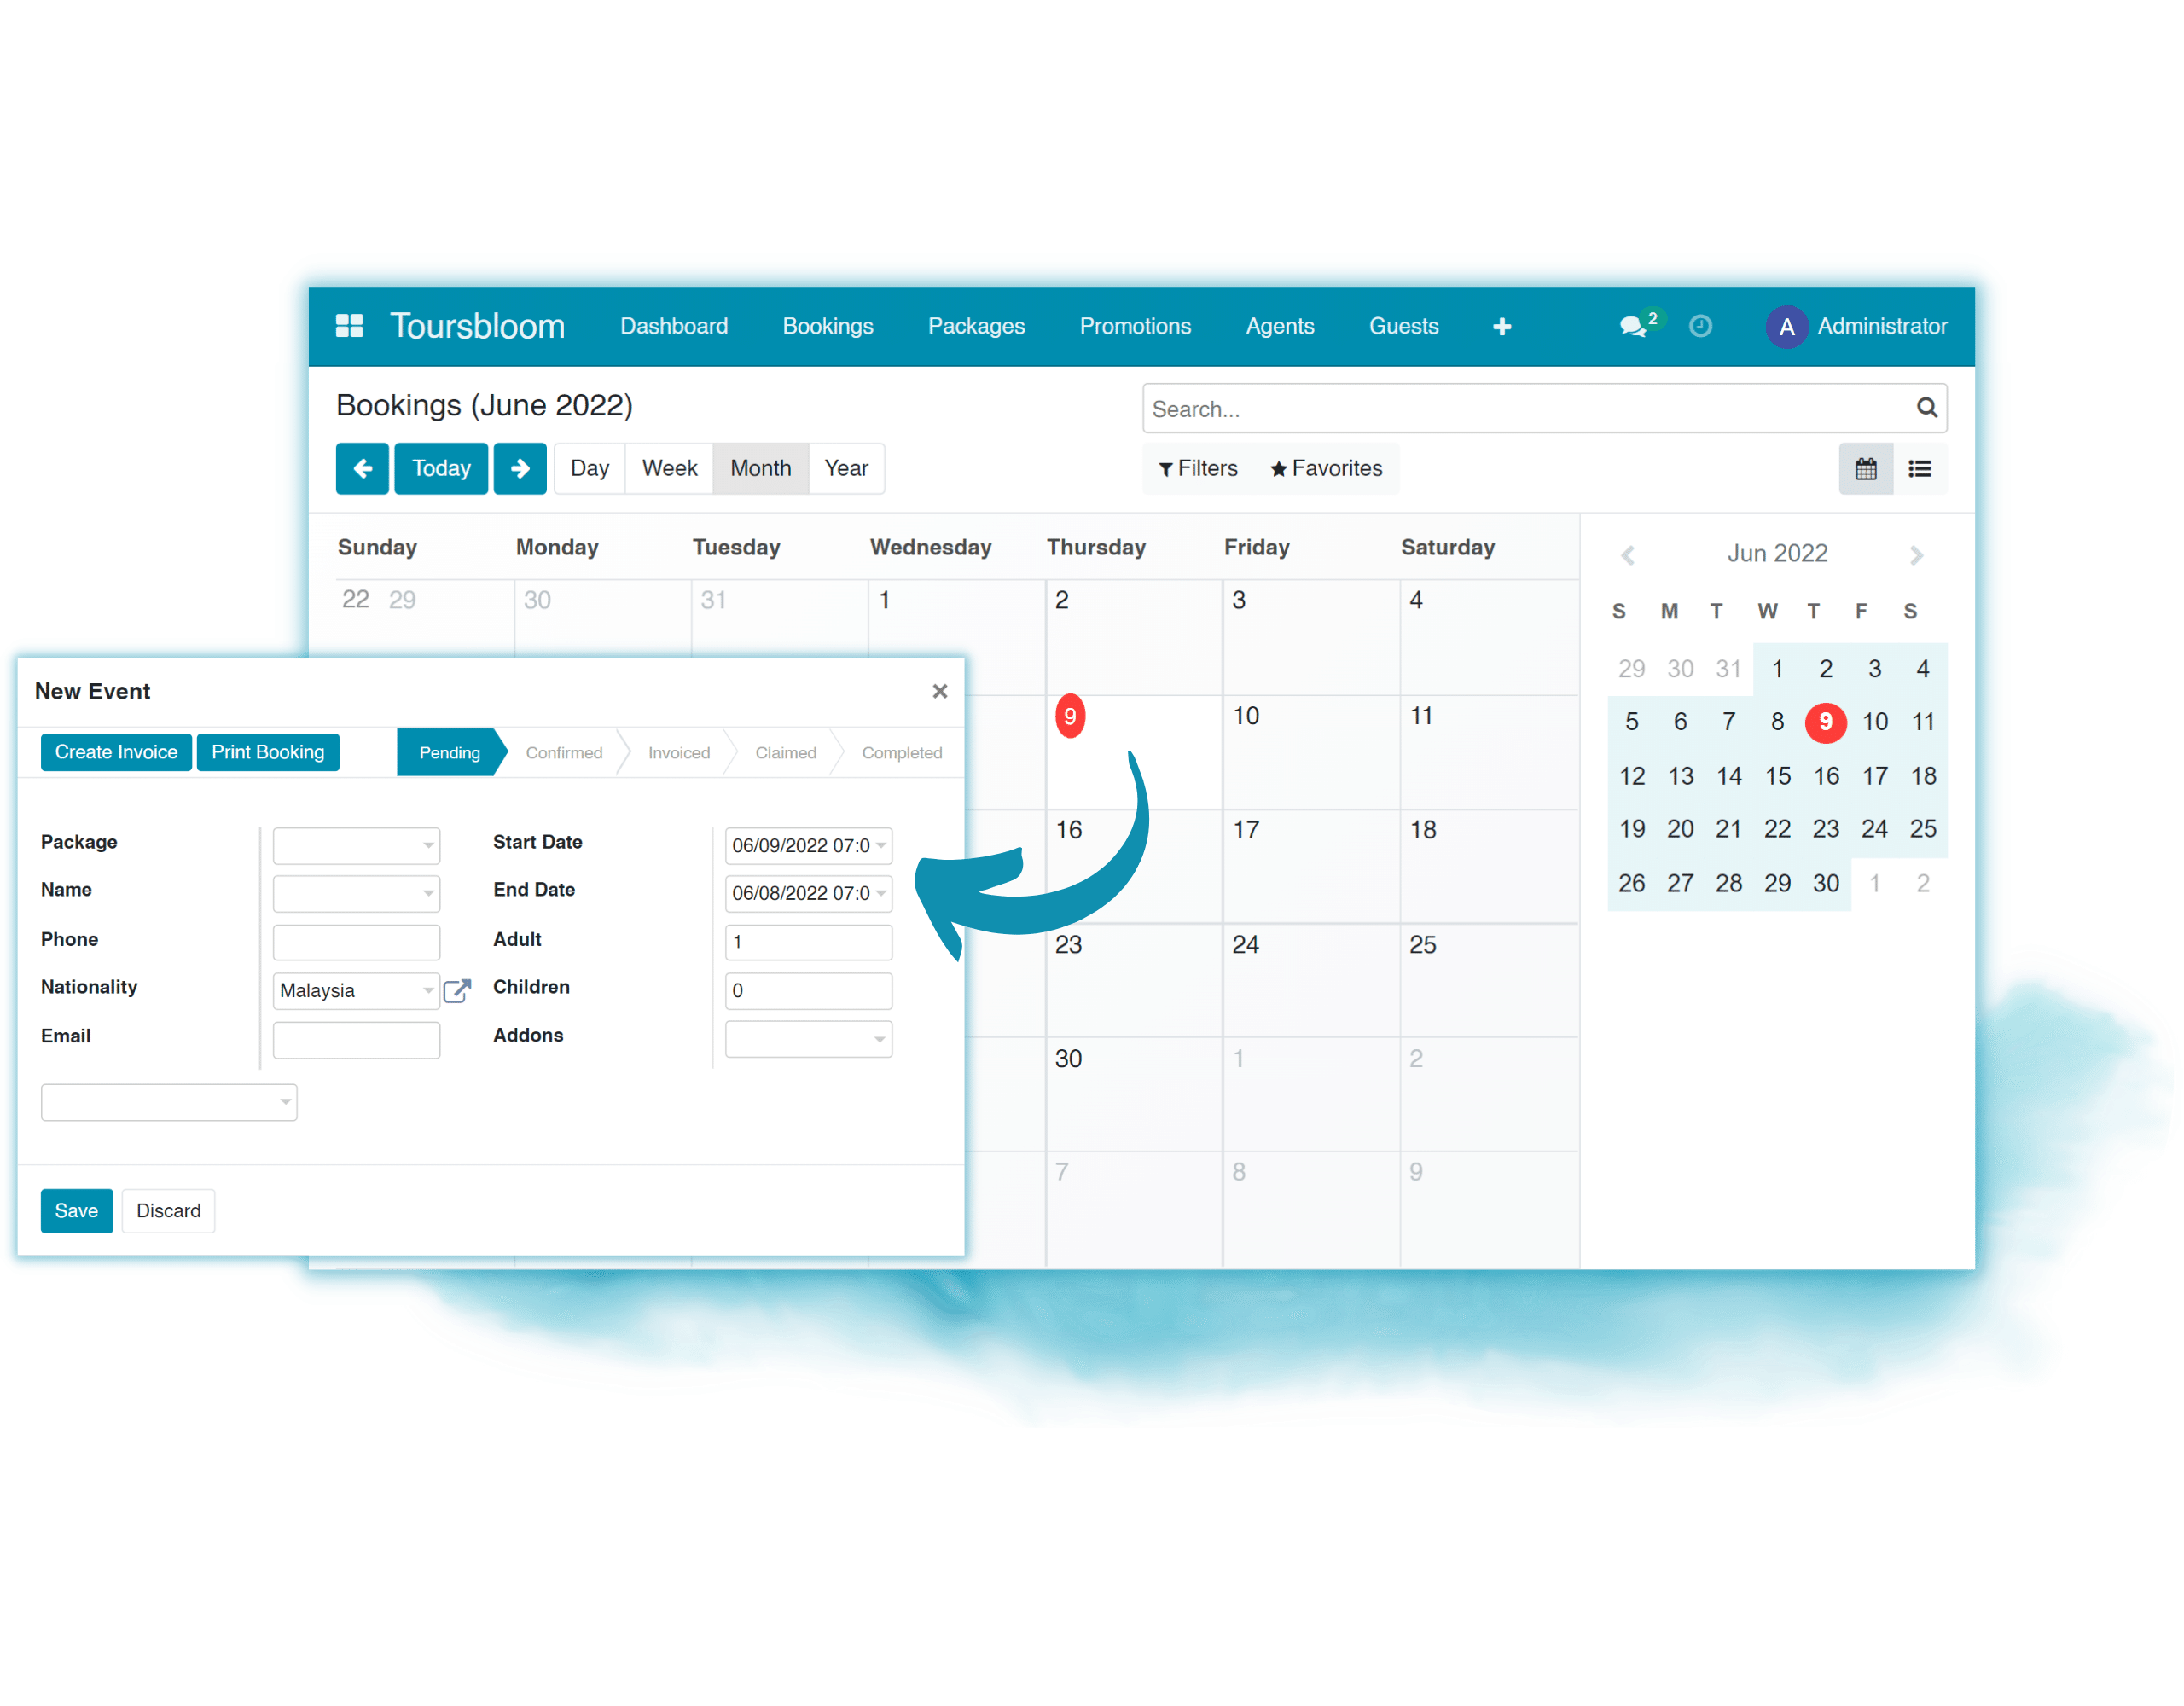 Toursbloom Dashboard Bookings Packages Promotions Agents Guests 2 A Administrator
Bookings (June 2022)
Search...
Today Day Week Month Year
Filters Favorites
Sunday Monday Tuesday Wednesday Thursday Friday Saturday
22 29 30 31 1 2 3 4
9 10 11
16 17 18
23 24 25
30 1 2
7 8 9
Jun 2022
S M T W T F S
29 30 31 1 2 3 4
5 6 7 8 9 10 11
12 13 14 15 16 17 18
19 20 21 22 23 24 25
26 27 28 29 30 1 2
New Event
Create Invoice Print Booking Pending Confirmed Invoiced Claimed Completed
Package Start Date 06/09/2022 07:0
Name End Date 06/08/2022 07:0
Phone Adult 1
Nationality Malaysia Children 0
Email Addons
Save Discard